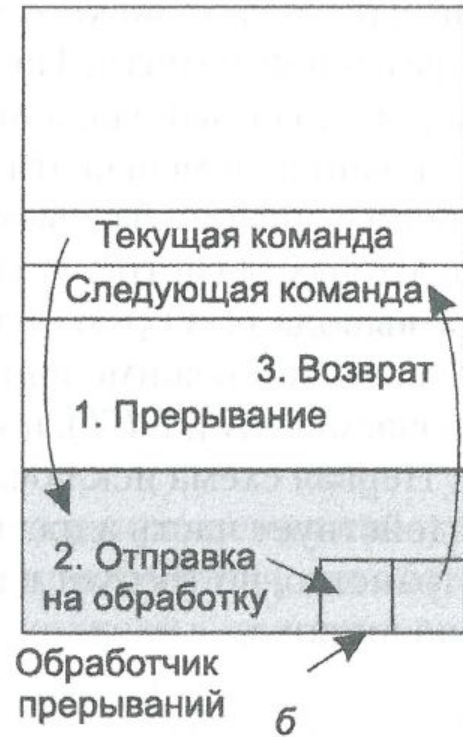 Текущая команда
Следующая команда
3. Возврат
1. Прерывание
2. Отправка
на обработку
Обработчик
прерываний
б